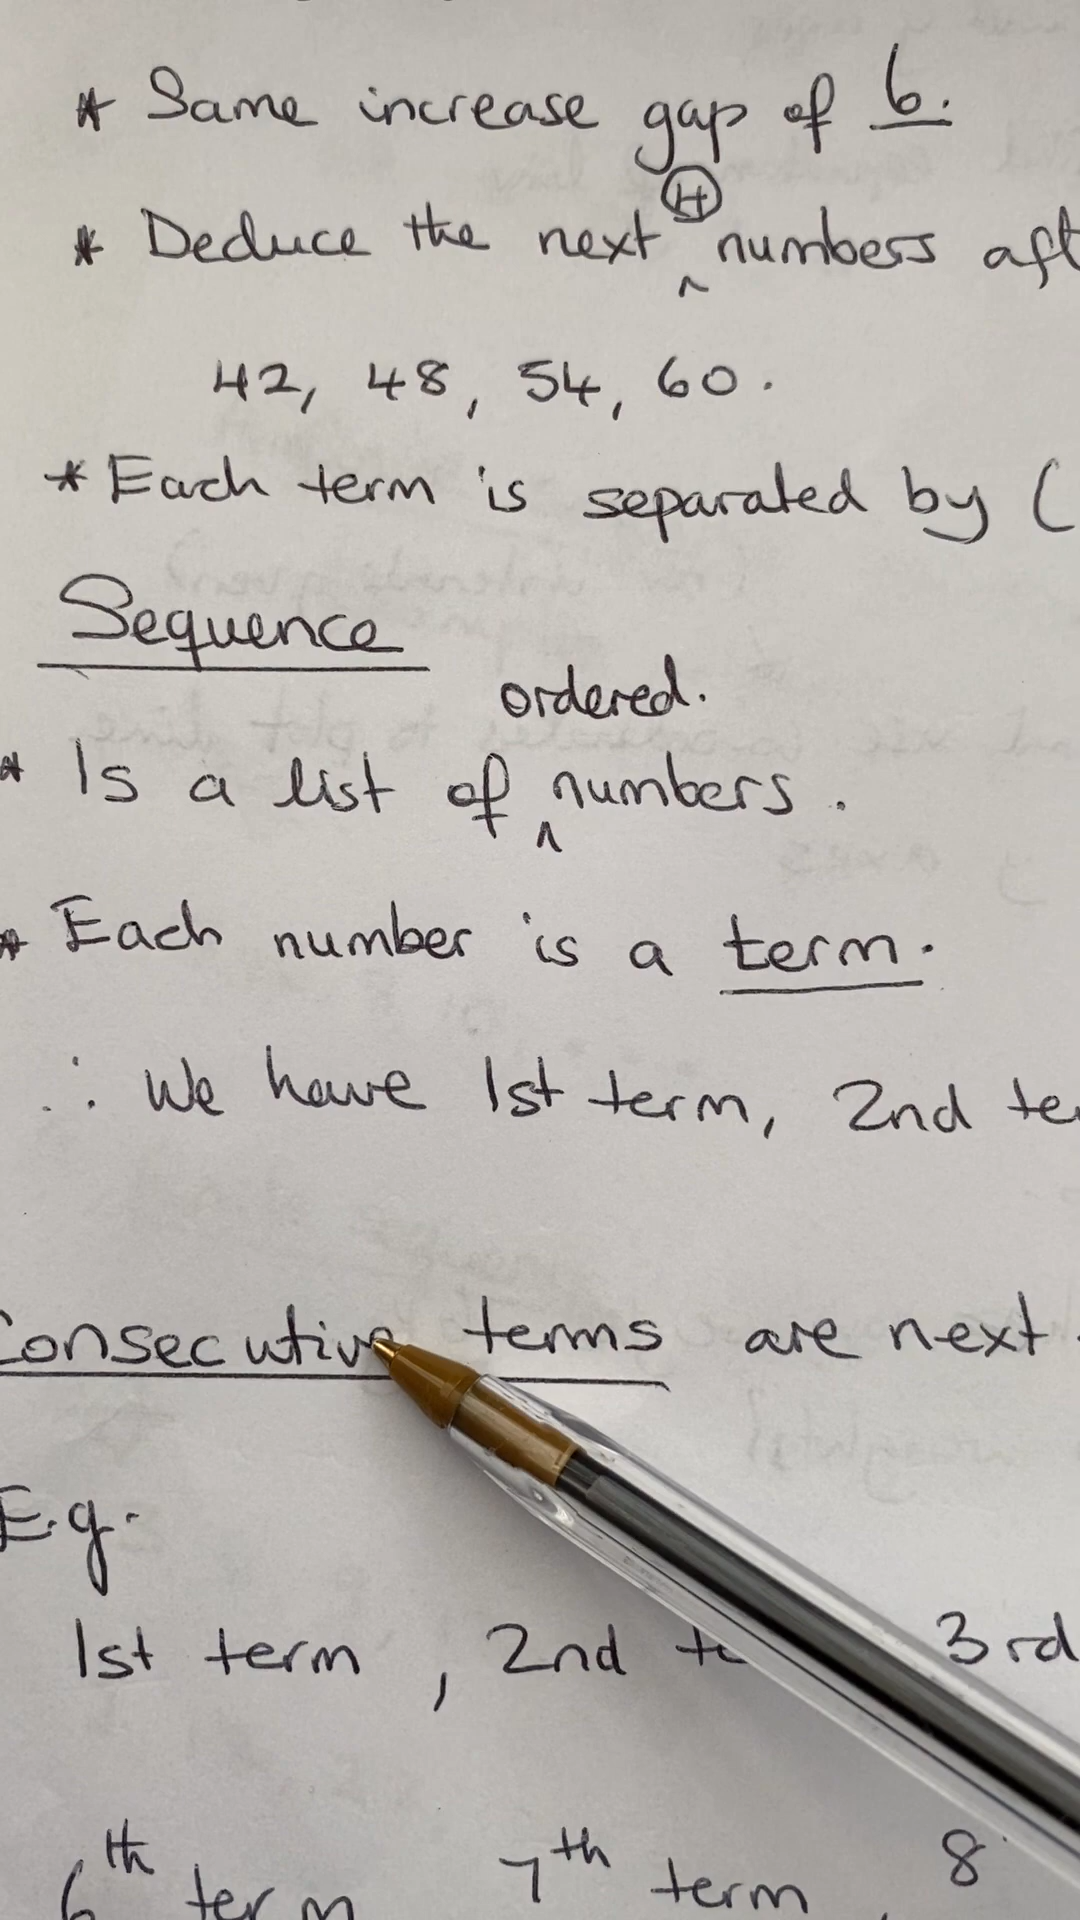 * Same increase gap of 6.
* Deduce the next ④ numbers aft
42, 48, 54, 60.
* Each term is separated by (
Sequence
* Is a list of ordered. numbers.
* Each number is a term.
∴ We have 1st term, 2nd te
Consecutive terms are next
E.g.
1st term, 2nd te 3rd
6th term 7th term, 8